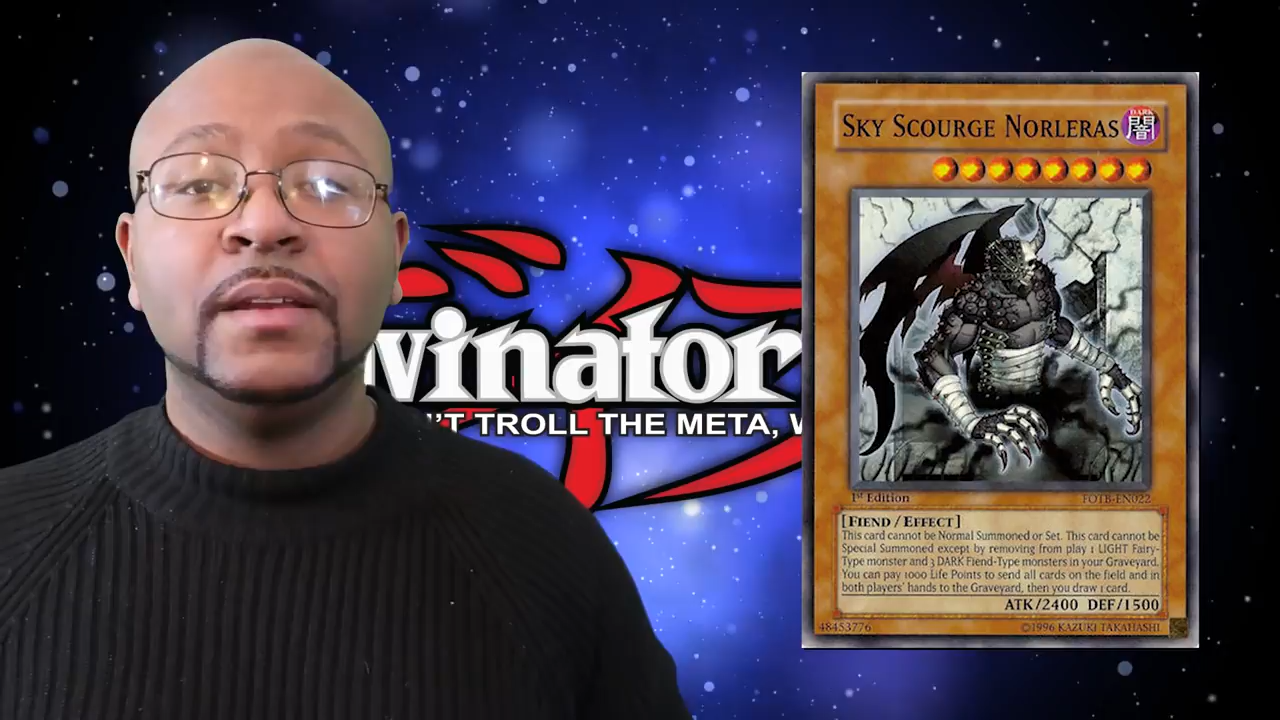 SKY SCOURGE NORLERAS
DARK
闇
vinator
'T TROLL THE META, W
1st Edition
FOTB-EN022
[FIEND / EFFECT]
This card cannot be Normal Summoned or Set. This card cannot be
Special Summoned except by removing from play 1 LIGHT Fairy-
Type monster and 3 DARK Fiend-Type monsters in your Graveyard.
You can pay 1000 Life Points to send all cards on the field and in
both players' hands to the Graveyard, then you draw 1 card.
ATK/2400 DEF/1500
48453776
©1996 KAZUKI TAKAHASHI